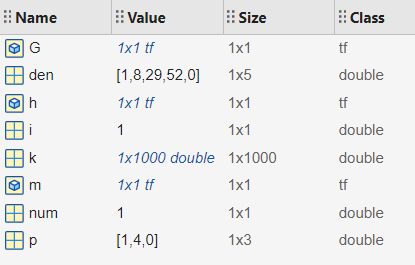 Name Value Size Class
G 1x1 tf 1x1 tf
den [1,8,29,52,0] 1x5 double
h 1x1 tf 1x1 tf
i 1 1x1 double
k 1x1000 double 1x1000 double
m 1x1 tf 1x1 tf
num 1 1x1 double
p [1,4,0] 1x3 double